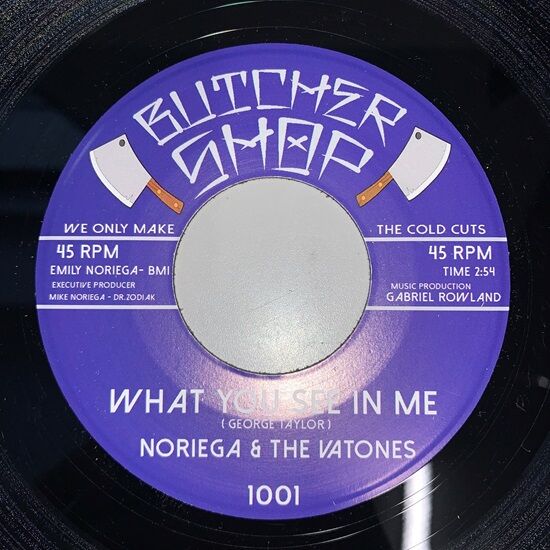 BUTCHER
SHOP
WE ONLY MAKE
THE COLD CUTS
45 RPM
EMILY NORIEGA- BMI
EXECUTIVE PRODUCER
MIKE NORIEGA - DR.ZODIAK
45 RPM
TIME 2:54
MUSIC PRODUCTION
GABRIEL ROWLAND
WHAT YOU SEE IN ME
( GEORGE TAYLOR )
NORIEGA & THE VATONES
1001